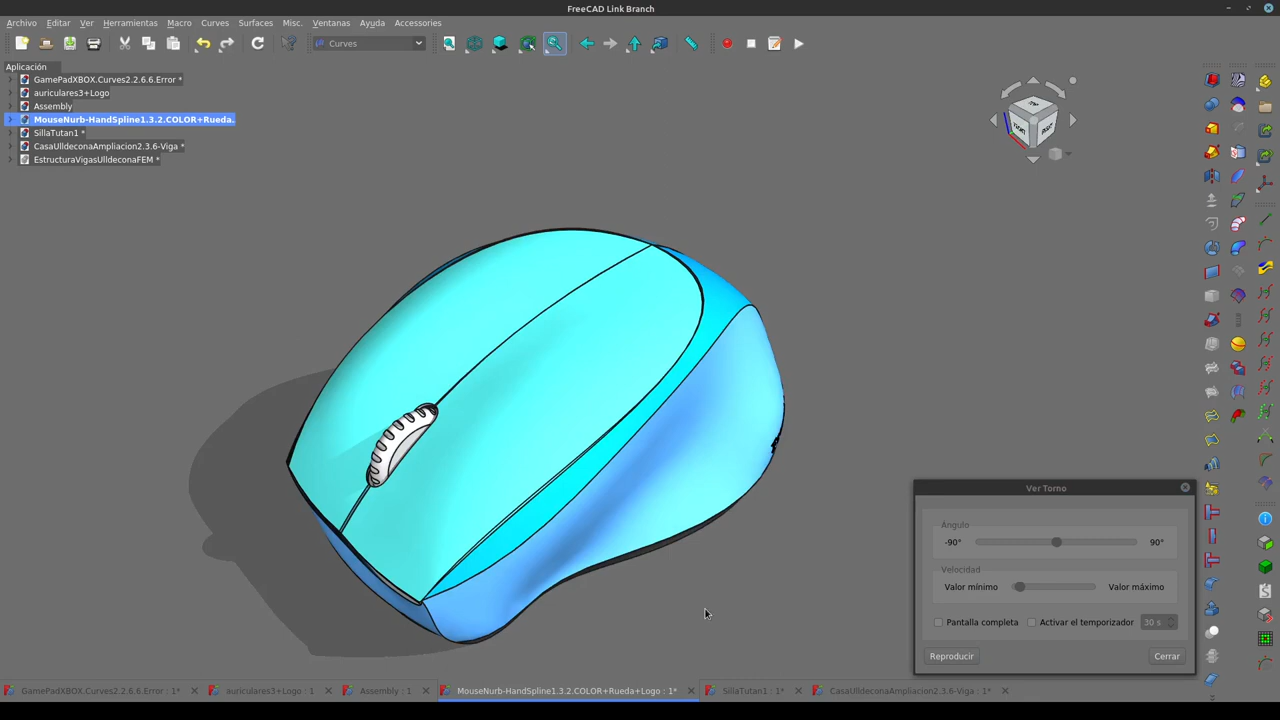 FreeCAD Link Branch
Archivo Editar Ver Herramientas Macro Curves Surfaces Misc. Ventanas Ayuda Accessories
Curves
Aplicación
GamePadXBOX.Curves2.2.6.6.Error *
auriculares3+Logo
Assembly
MouseNurb-HandSpline1.3.2.COLOR+Rueda.
SillaTutan1 *
CasaUlldeconaAmpliacion2.3.6-Viga *
EstructuraVigasUlldeconaFEM *
TOP
FRONT
RIGHT
Ver Torno
Ángulo
-90° 90°
Velocidad
Valor mínimo Valor máximo
Pantalla completa Activar el temporizador 30 s
Reproducir Cerrar
GamePadXBOX.Curves2.2.6.6.Error : 1* auriculares3+Logo : 1 Assembly : 1 MouseNurb-HandSpline1.3.2.COLOR+Rueda+Logo : 1* SillaTutan1 : 1* CasaUlldeconaAmpliacion2.3.6-Viga : 1*